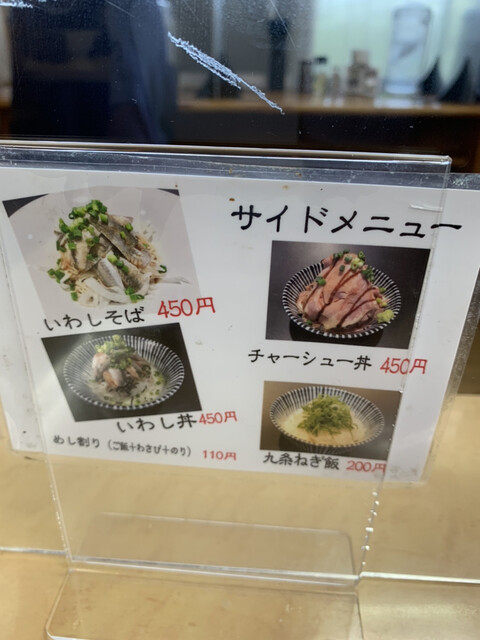 サイドメニュー
いわしそば 450円
チャーシュー丼 450円
いわし丼 450円
めし割り（ご飯+わさび+のり） 110円
九条ねぎ飯 200円